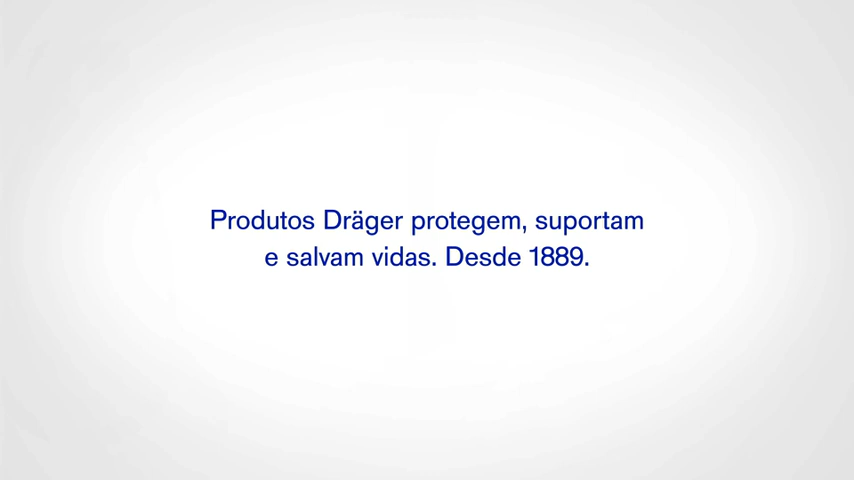 Produtos Dräger protegem, suportam
e salvam vidas. Desde 1889.